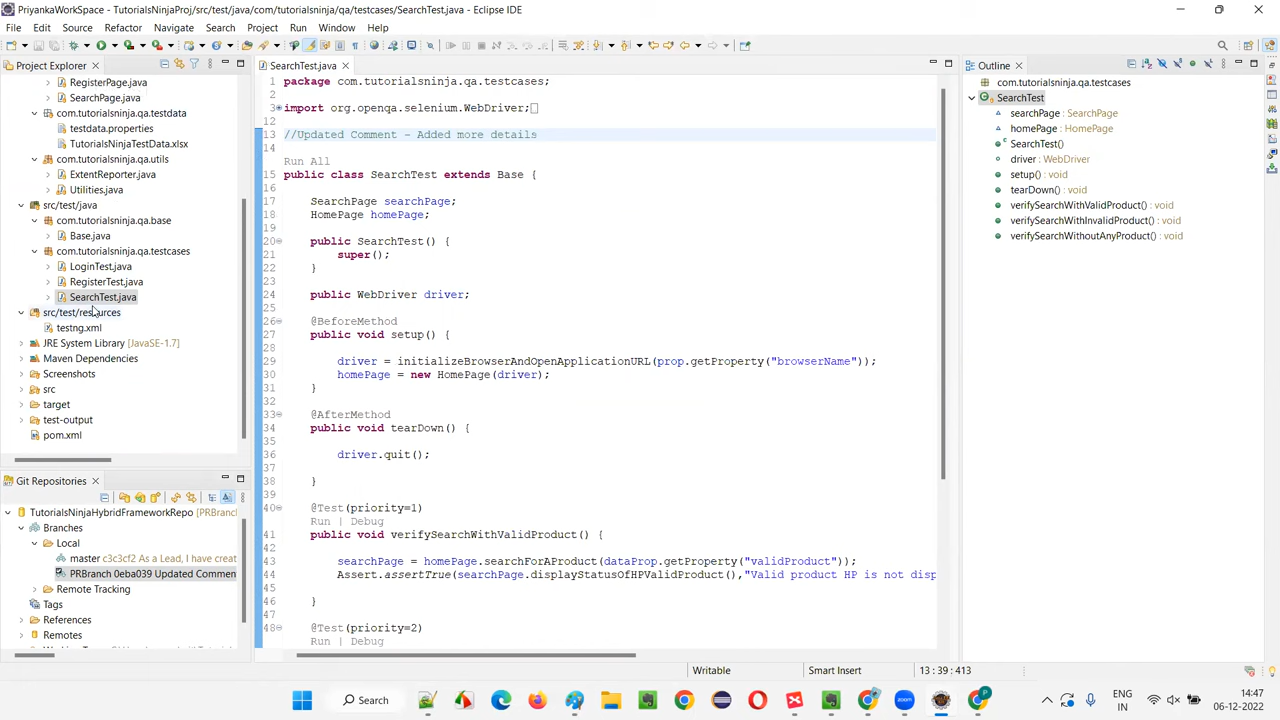 PriyankaWorkSpace - TutorialsNinjaProj/src/test/java/com/tutorialsninja/qa/testcases/SearchTest.java - Eclipse IDE
File Edit Source Refactor Navigate Search Project Run Window Help
Project Explorer
RegisterPage.java
SearchPage.java
com.tutorialsninja.qa.testdata
testdata.properties
TutorialsNinjaTestData.xlsx
com.tutorialsninja.qa.utils
ExtentReporter.java
Utilities.java
src/test/java
com.tutorialsninja.qa.base
Base.java
com.tutorialsninja.qa.testcases
LoginTest.java
RegisterTest.java
SearchTest.java
src/test/resources
testng.xml
JRE System Library [JavaSE-1.7]
Maven Dependencies
Screenshots
src
target
test-output
pom.xml
Git Repositories
TutorialsNinjaHybridFrameworkRepo [PRBranch
Branches
Local
master c3c3cf2 As a Lead, I have creat
PRBranch 0eba039 Updated Commen
Remote Tracking
Tags
References
Remotes
SearchTest.java
1 package com.tutorialsninja.qa.testcases;
2
3 import org.openqa.selenium.WebDriver;
13 //Updated Comment - Added more details
14
Run All
15 public class SearchTest extends Base {
16
17 SearchPage searchPage;
18 HomePage homePage;
19
20 public SearchTest() {
21 super();
22 }
23
24 public WebDriver driver;
25
26 @BeforeMethod
27 public void setup() {
28
29 driver = initializeBrowserAndOpenApplicationURL(prop.getProperty("browserName"));
30 homePage = new HomePage(driver);
31 }
32
33 @AfterMethod
34 public void tearDown() {
35
36 driver.quit();
37
38 }
39
40 @Test(priority=1)
Run | Debug
41 public void verifySearchWithValidProduct() {
42
43 searchPage = homePage.searchForAProduct(dataProp.getProperty("validProduct"));
44 Assert.assertTrue(searchPage.displayStatusOfHPValidProduct(),"Valid product HP is not disp
45
46 }
47
48 @Test(priority=2)
Run | Debug
Outline
com.tutorialsninja.qa.testcases
SearchTest
searchPage : SearchPage
homePage : HomePage
SearchTest()
driver : WebDriver
setup() : void
tearDown() : void
verifySearchWithValidProduct() : void
verifySearchWithInvalidProduct() : void
verifySearchWithoutAnyProduct() : void
Writable Smart Insert 13 : 39 : 413
Search
ENG
IN
14:47
06-12-2022